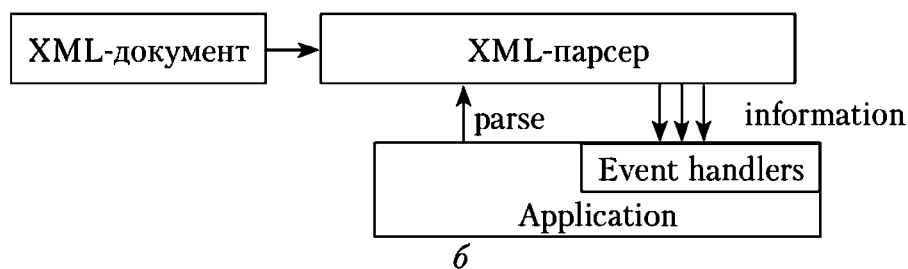 XML-документ
XML-парсер
parse
information
Event handlers
Application
б